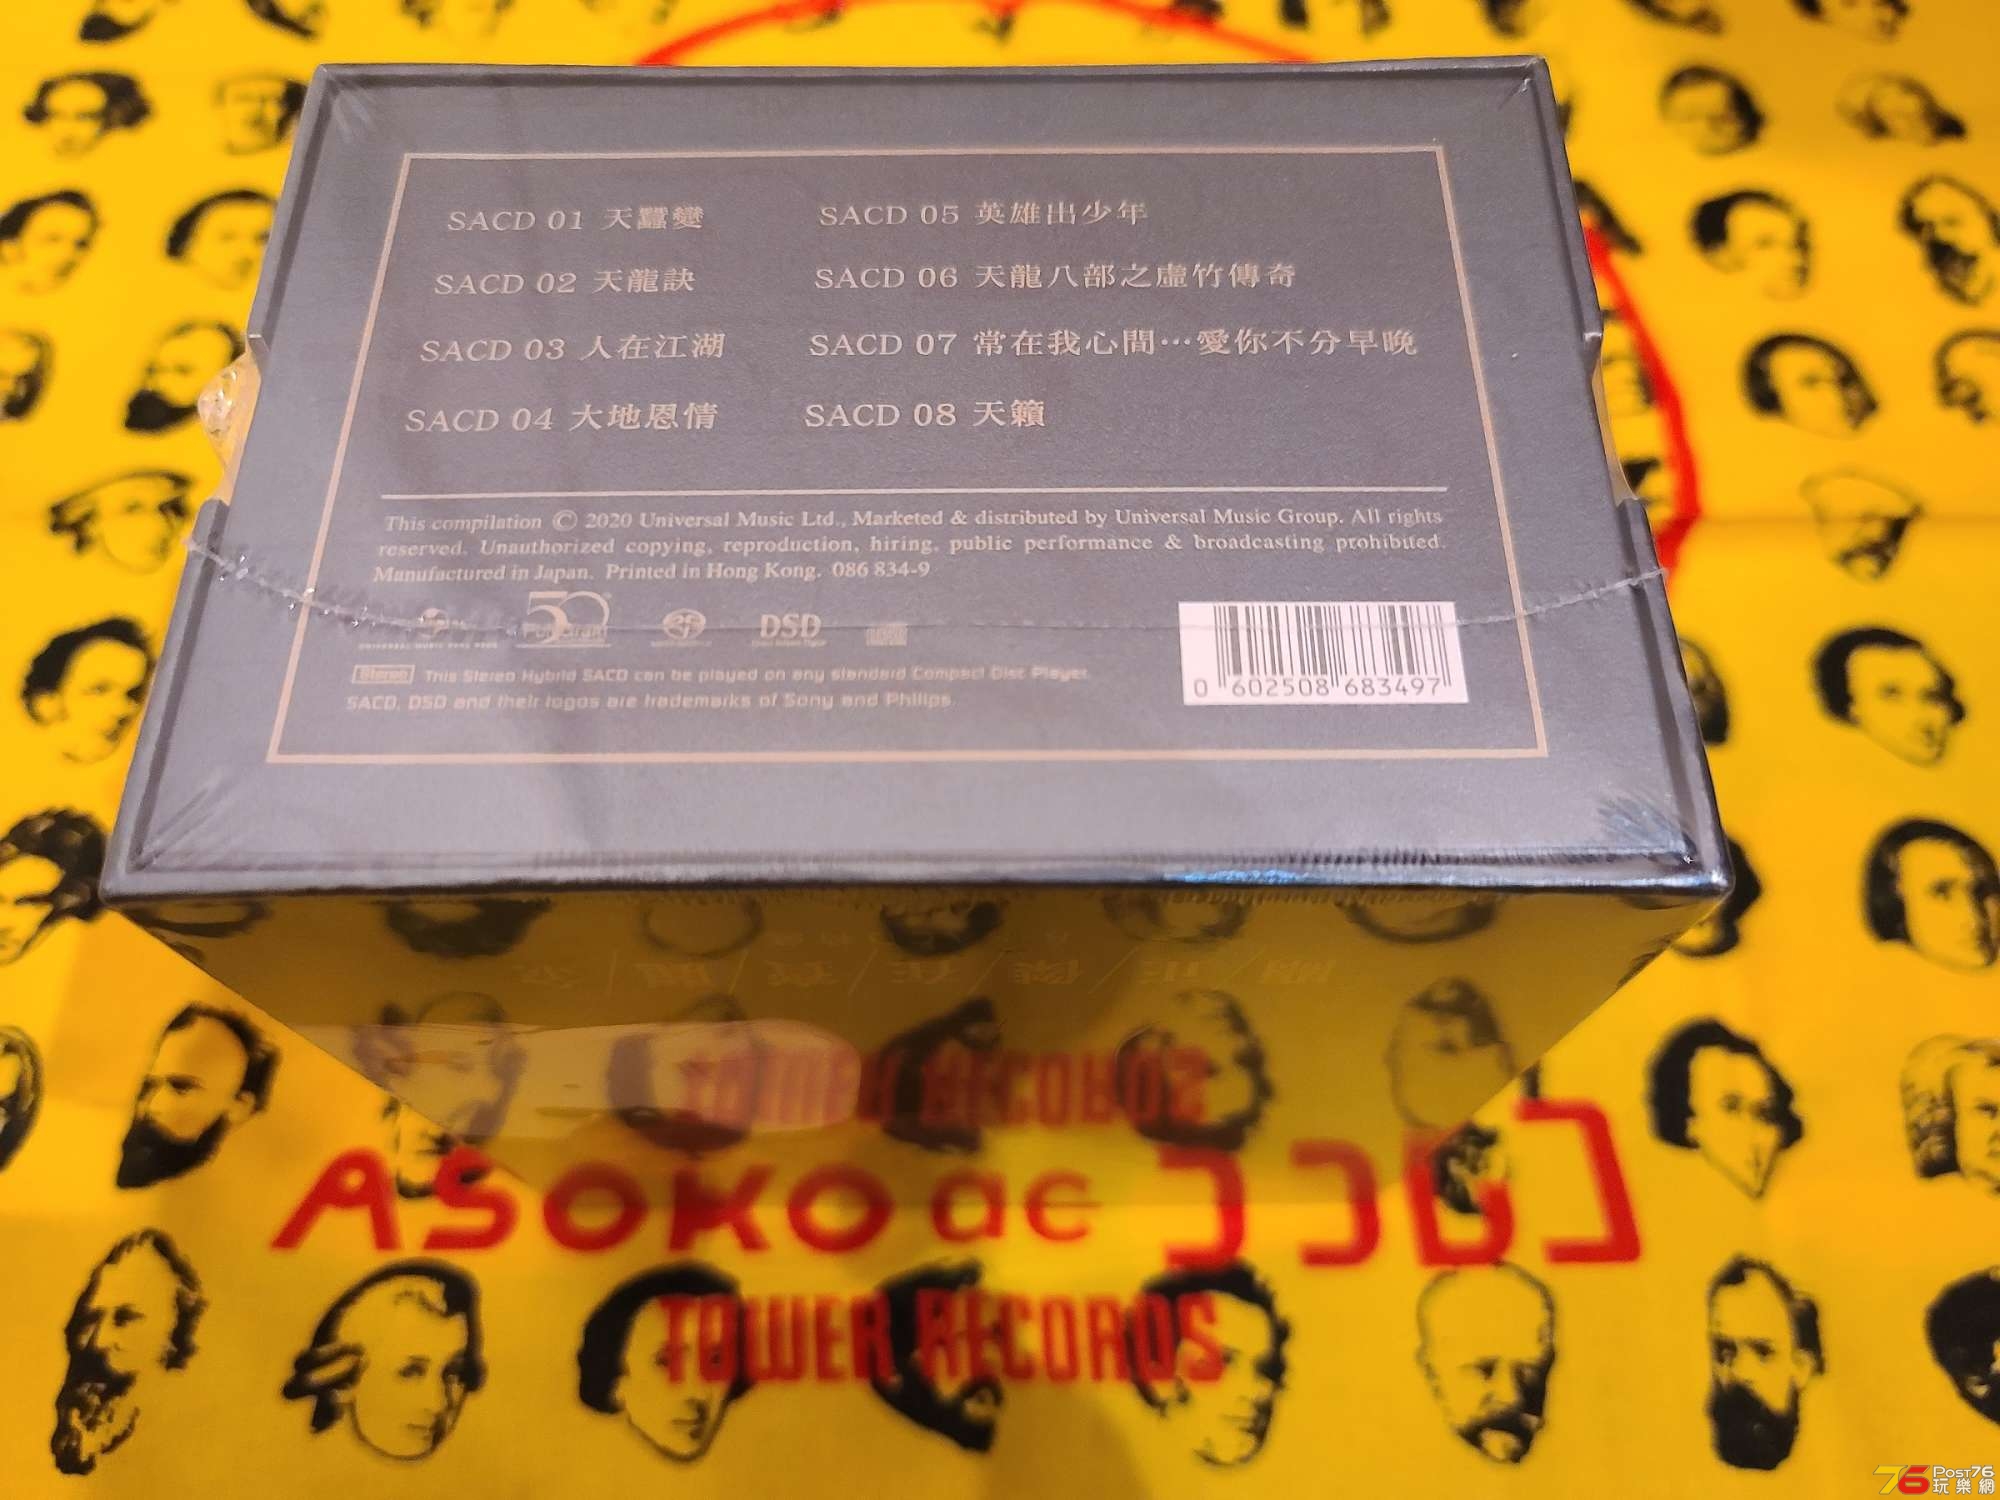 SACD 01 天蠶變
SACD 02 天龍訣
SACD 03 人在江湖
SACD 04 大地恩情
SACD 05 英雄出少年
SACD 06 天龍八部之虛竹傳奇
SACD 07 常在我心間…愛你不分早晚
SACD 08 天籟
This compilation © 2020 Universal Music Ltd., Marketed & distributed by Universal Music Group. All rights
reserved. Unauthorized copying, reproduction, hiring, public performance & broadcasting prohibited.
Manufactured in Japan. Printed in Hong Kong. 086 834-9
50 DSD
Stereo This Stereo Hybrid SACD can be played on any standard Compact Disc Player.
SACD, DSD and their logos are trademarks of Sony and Philips.
0 602508 683497
TOWER RECORDS
ASOKO de
TOWER RECORDS
76 Post76
玩樂網